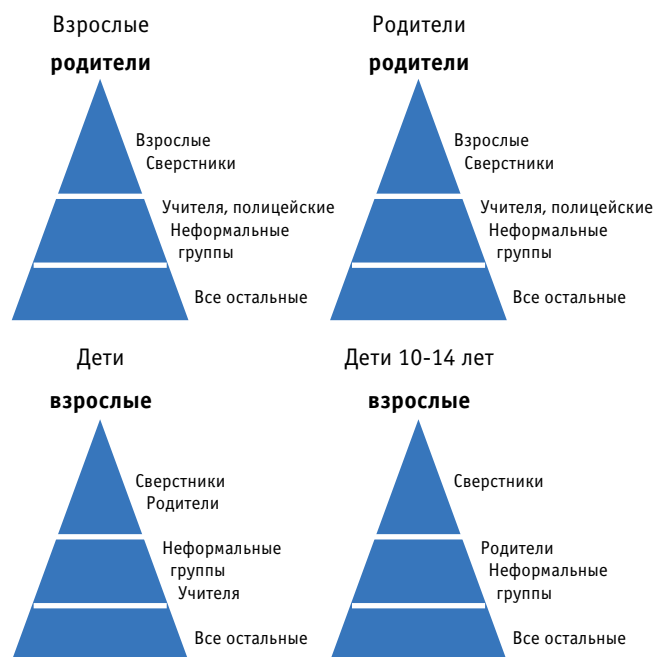 Взрослые
родители
Взрослые
Сверстники
Учителя, полицейские
Неформальные
группы
Все остальные
Родители
родители
Взрослые
Сверстники
Учителя, полицейские
Неформальные
группы
Все остальные
Дети
взрослые
Сверстники
Родители
Неформальные
группы
Учителя
Все остальные
Дети 10-14 лет
взрослые
Сверстники
Родители
Неформальные
группы
Все остальные